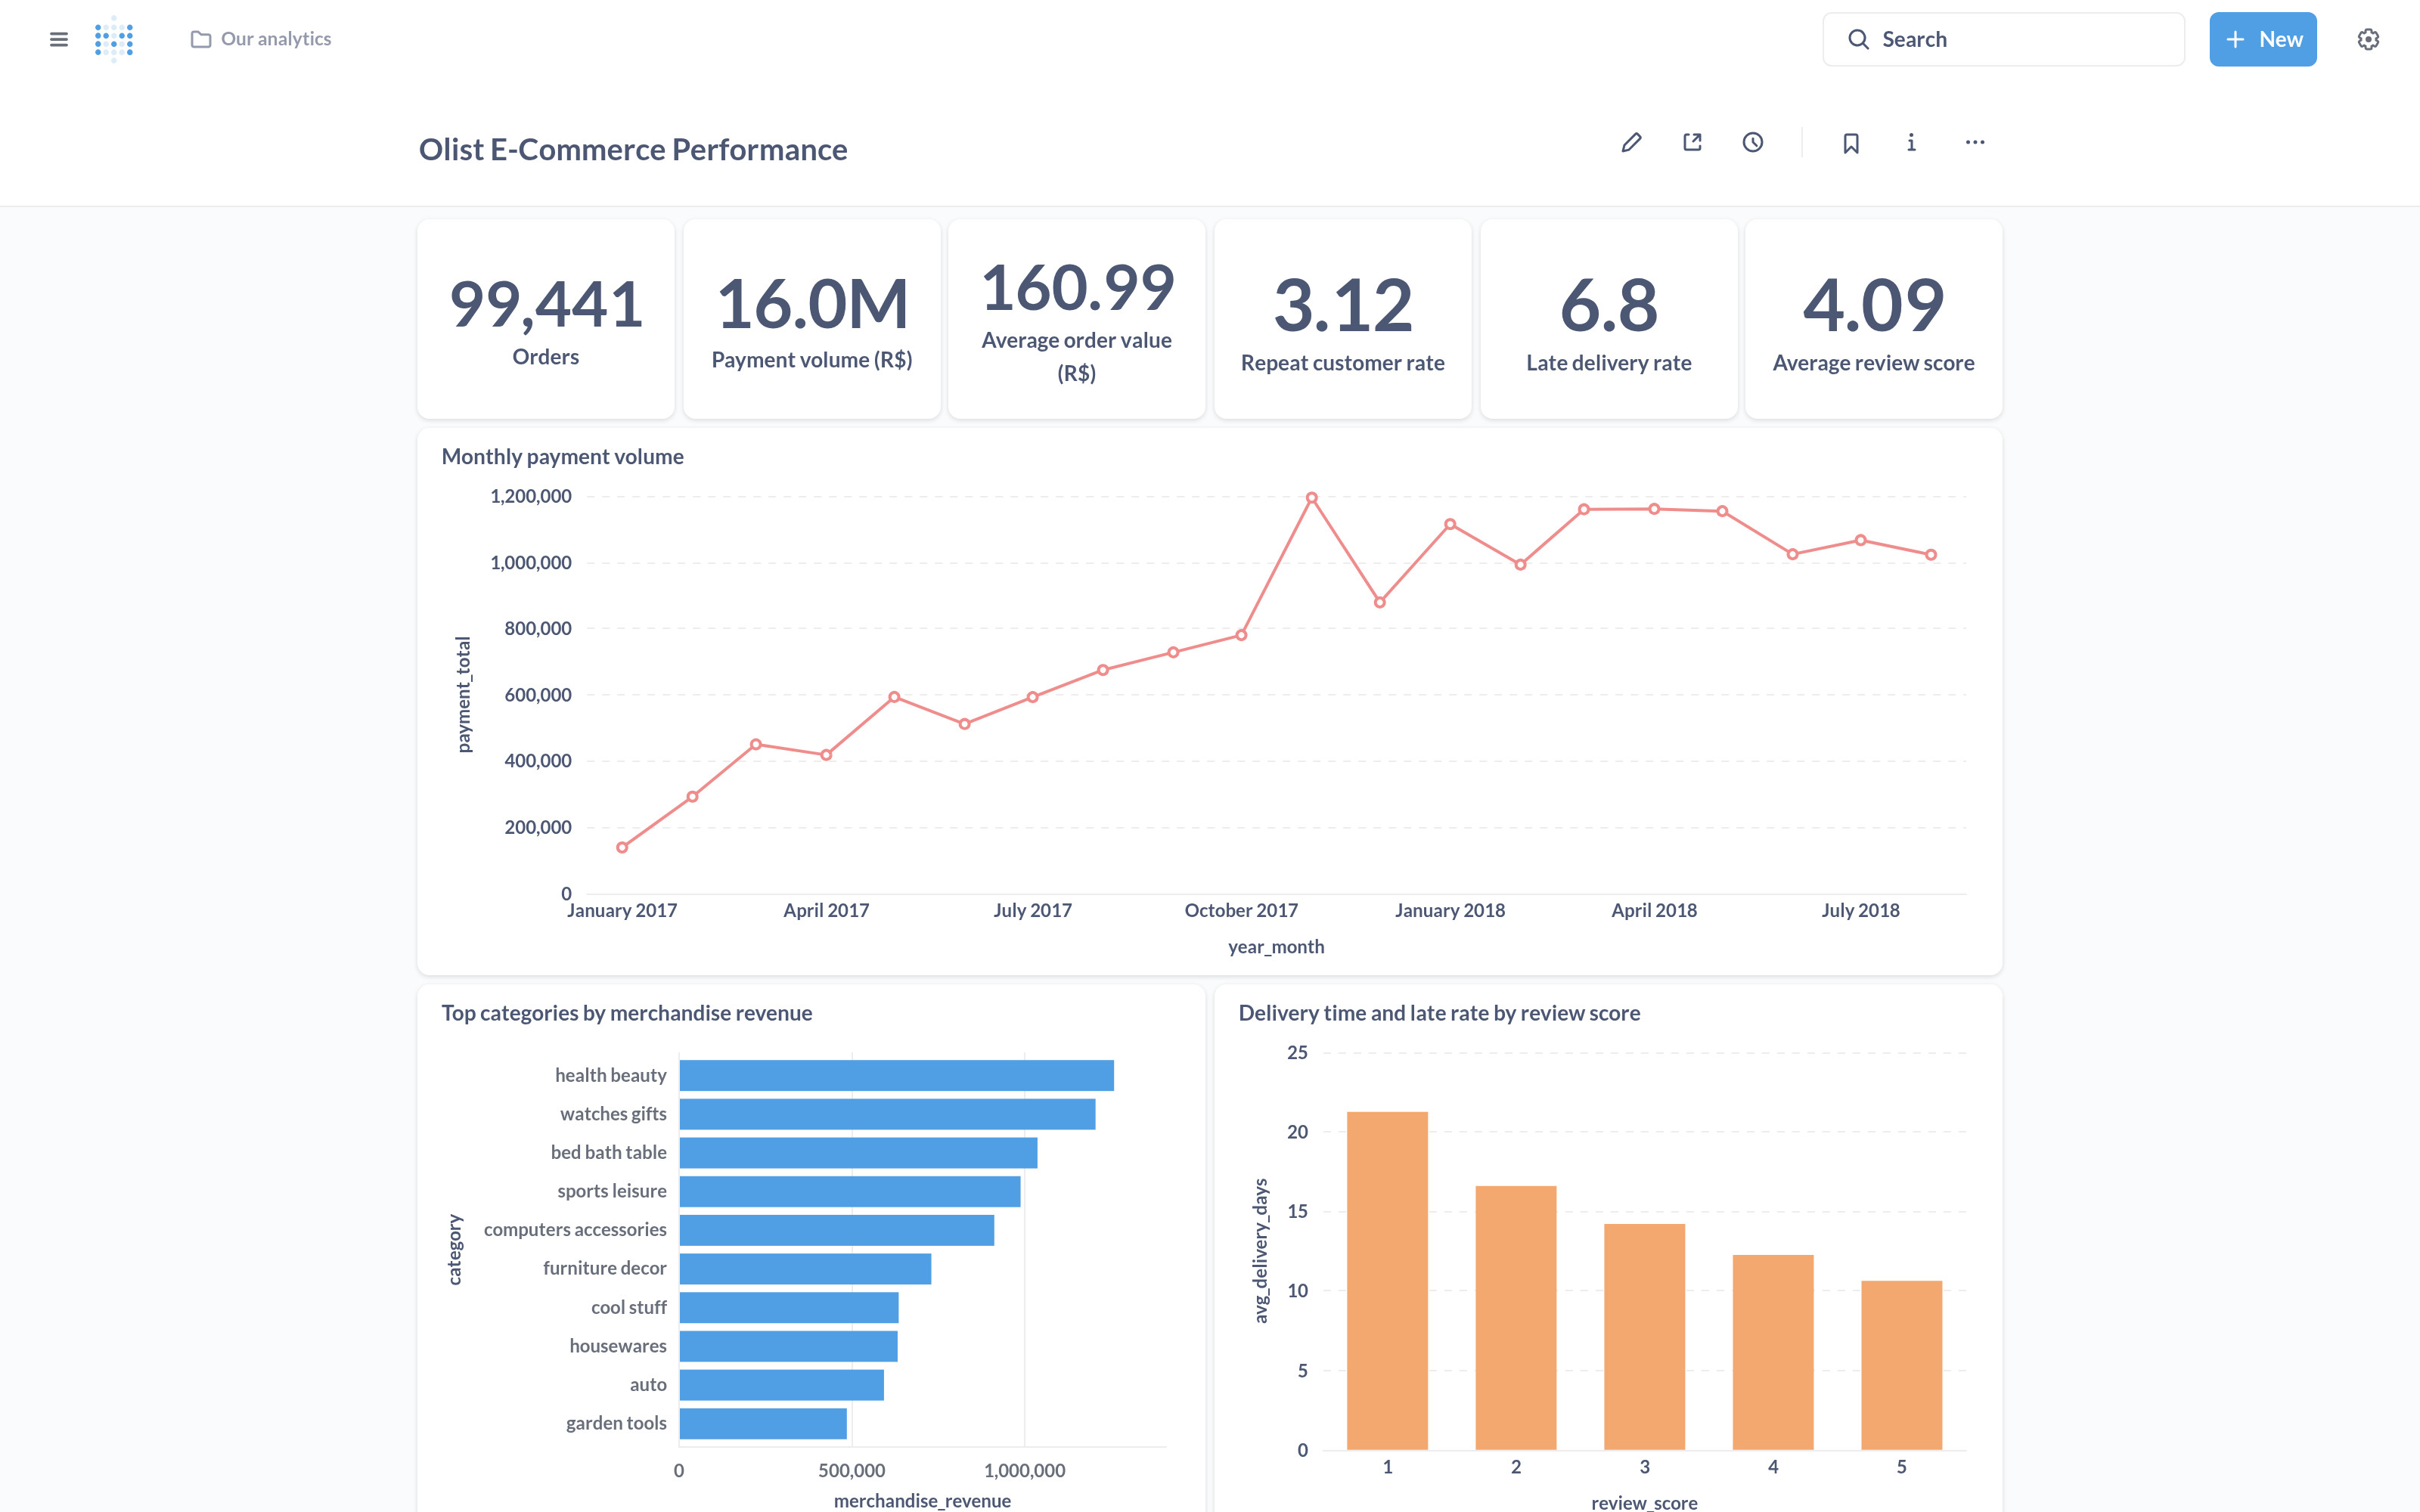 Our analytics
Search
New
Olist E-Commerce Performance
99,441
Orders
16.0M
Payment volume (R$)
160.99
Average order value
(R$)
3.12
Repeat customer rate
6.8
Late delivery rate
4.09
Average review score
Monthly payment volume
1,200,000
1,000,000
800,000
600,000
400,000
200,000
0
payment_total
January 2017
April 2017
July 2017
October 2017
January 2018
April 2018
July 2018
year_month
Top categories by merchandise revenue
category
health beauty
watches gifts
bed bath table
sports leisure
computers accessories
furniture decor
cool stuff
housewares
auto
garden tools
0
500,000
1,000,000
merchandise_revenue
Delivery time and late rate by review score
25
20
15
10
5
0
avg_delivery_days
1
2
3
4
5
review_score